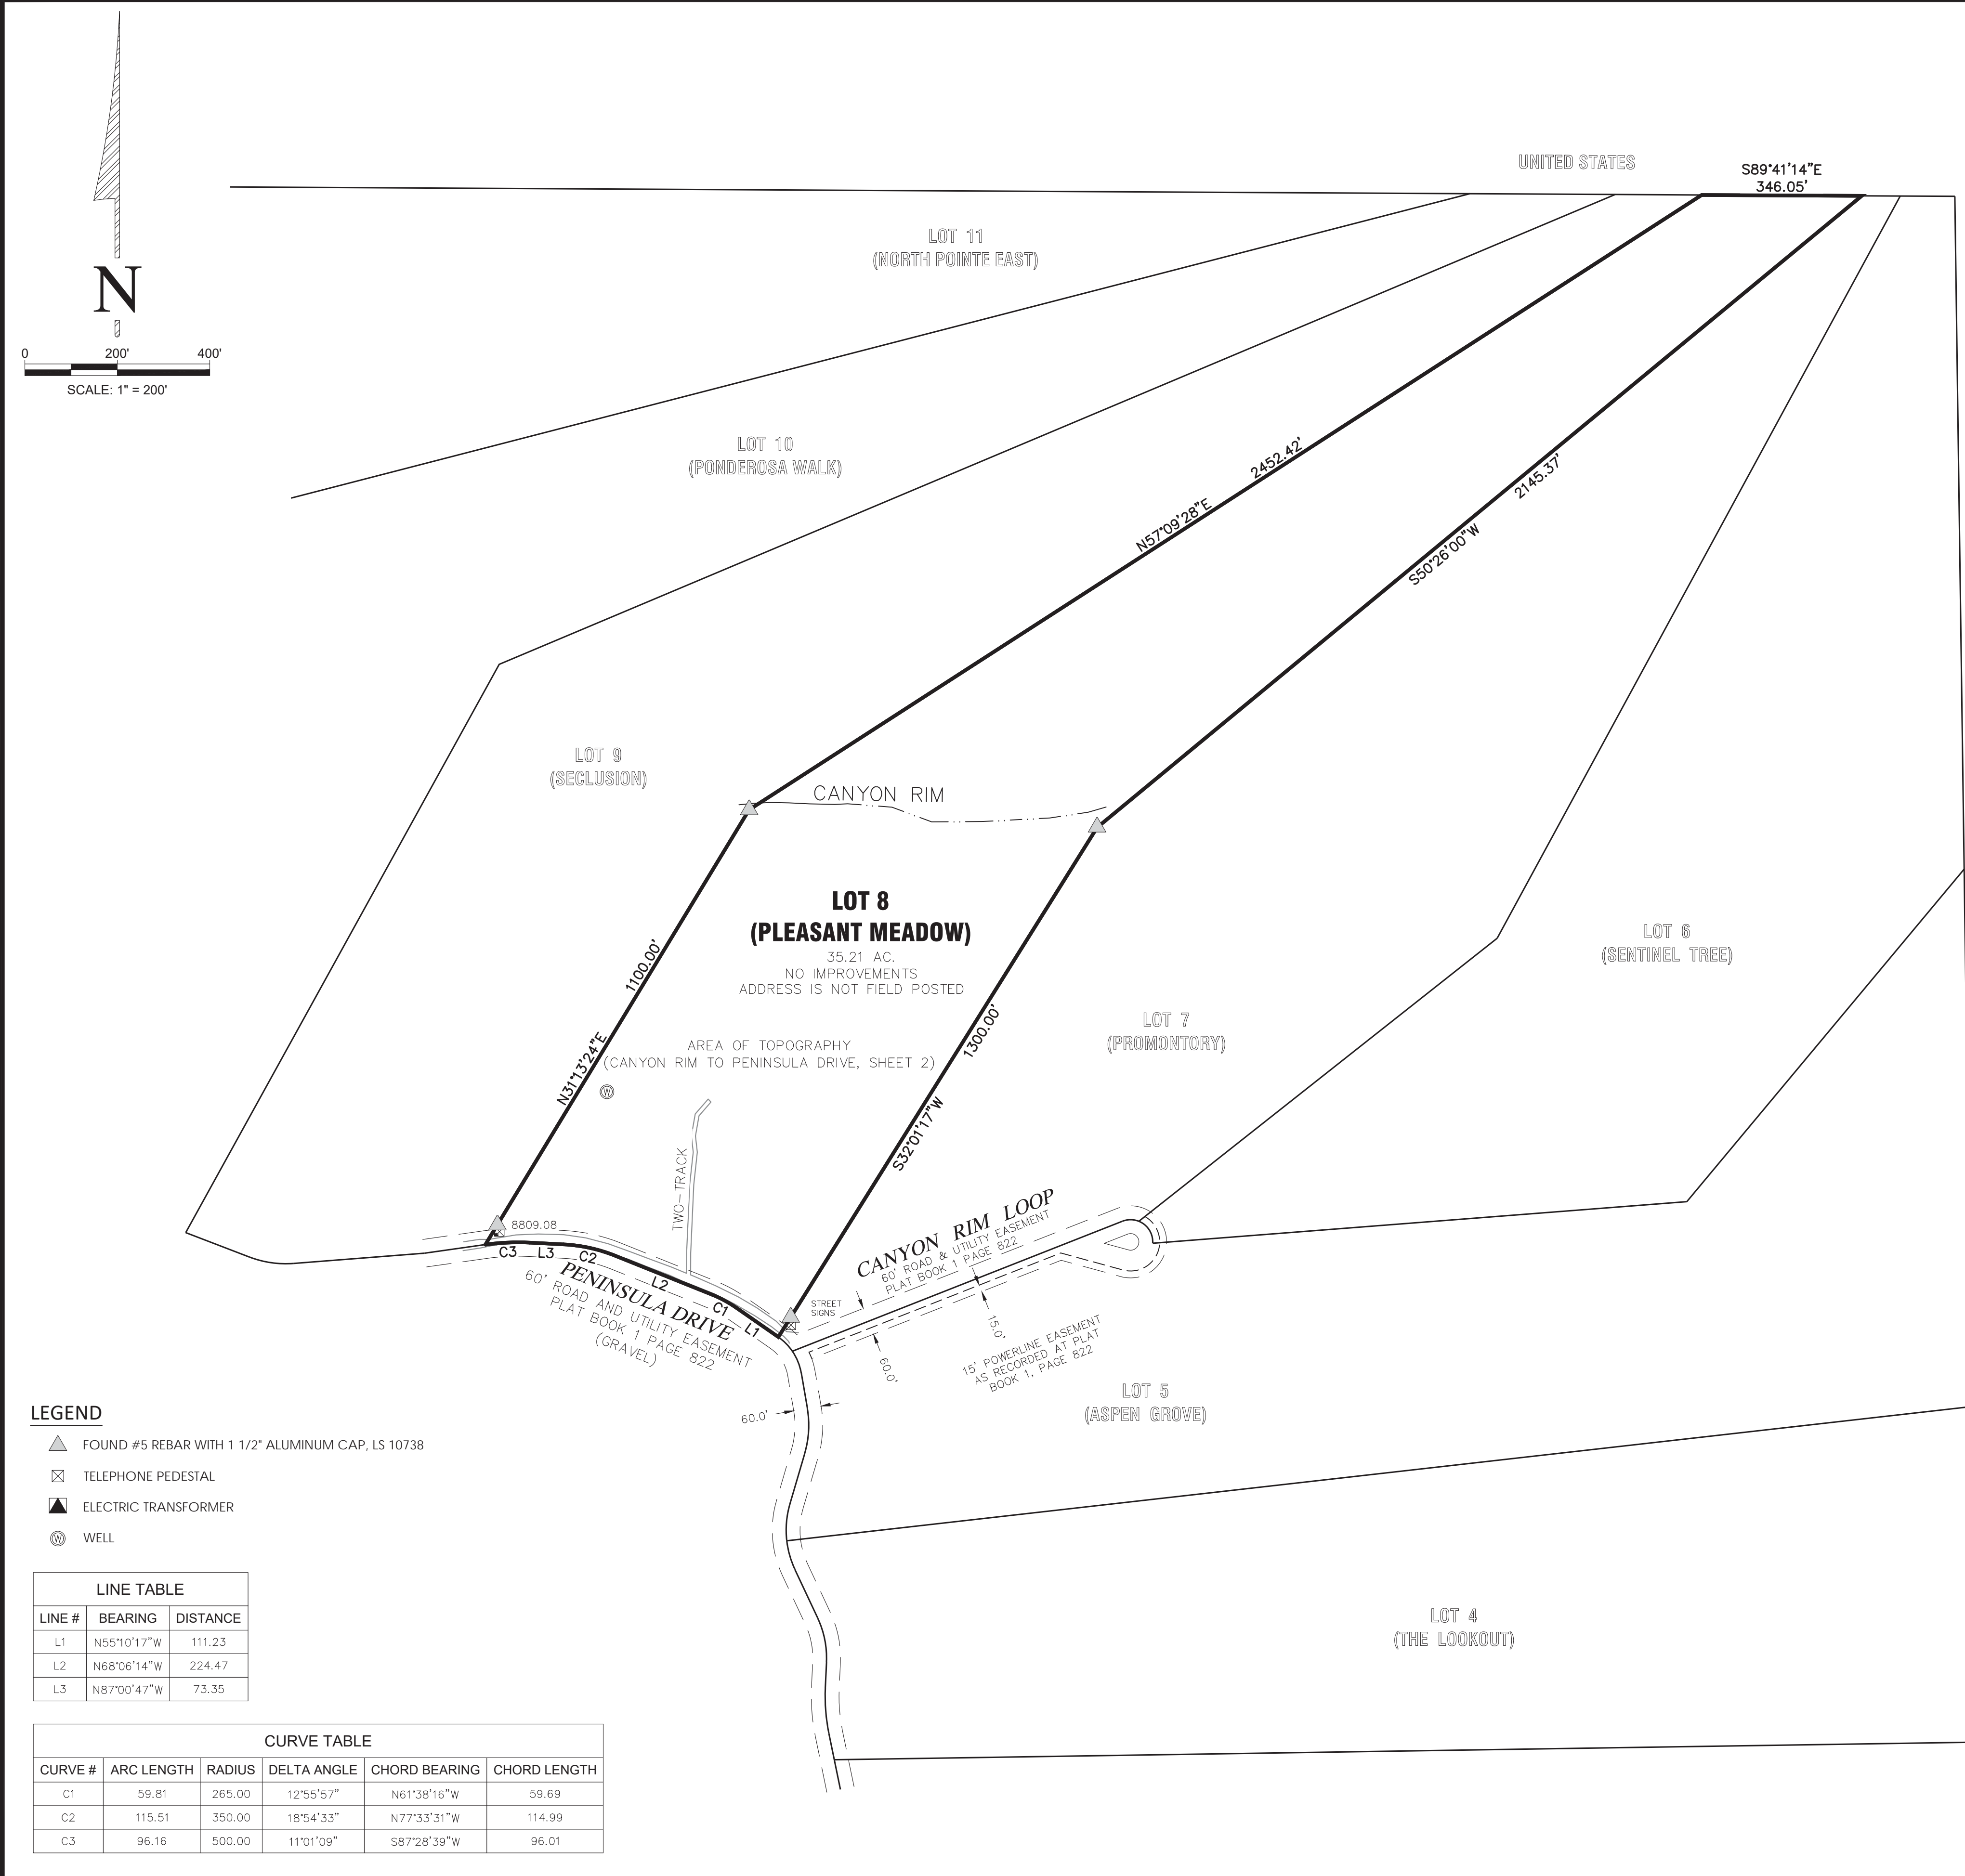 UNITED STATES
S89°41'14"E
346.05'
LOT 11
(NORTH POINTE EAST)
N
0 200' 400'
SCALE: 1" = 200'
LOT 10
(PONDEROSA WALK)
2452.42'
N57°09'28"E
2145.37'
S50°26'00"W
LOT 9
(SECLUSION)
CANYON RIM
LOT 8
(PLEASANT MEADOW)
35.21 AC.
NO IMPROVEMENTS
ADDRESS IS NOT FIELD POSTED
LOT 6
(SENTINEL TREE)
1100.00'
N31°13'24"E
1300.00'
S32°01'17"W
LOT 7
(PROMONTORY)
AREA OF TOPOGRAPHY
(CANYON RIM TO PENINSULA DRIVE, SHEET 2)
W
TWO-TRACK
8809.08
C3 L3 C2 L2 C1 L1
PENINSULA DRIVE
60' ROAD AND UTILITY EASEMENT
PLAT BOOK 1 PAGE 822
(GRAVEL)
STREET
SIGNS
CANYON RIM LOOP
60' ROAD & UTILITY EASEMENT
PLAT BOOK 1 PAGE 822
15.0'
60.0'
15' POWERLINE EASEMENT
AS RECORDED AT PLAT
BOOK 1, PAGE 822
60.0'
LOT 5
(ASPEN GROVE)
LOT 4
(THE LOOKOUT)
LEGEND
FOUND #5 REBAR WITH 1 1/2" ALUMINUM CAP, LS 10738
TELEPHONE PEDESTAL
ELECTRIC TRANSFORMER
W WELL
LINE TABLE
LINE # BEARING DISTANCE
L1 N55°10'17"W 111.23
L2 N68°06'14"W 224.47
L3 N87°00'47"W 73.35
CURVE TABLE
CURVE # ARC LENGTH RADIUS DELTA ANGLE CHORD BEARING CHORD LENGTH
C1 59.81 265.00 12°55'57" N61°38'16"W 59.69
C2 115.51 350.00 18°54'33" N77°33'31"W 114.99
C3 96.16 500.00 11°01'09" S87°28'39"W 96.01